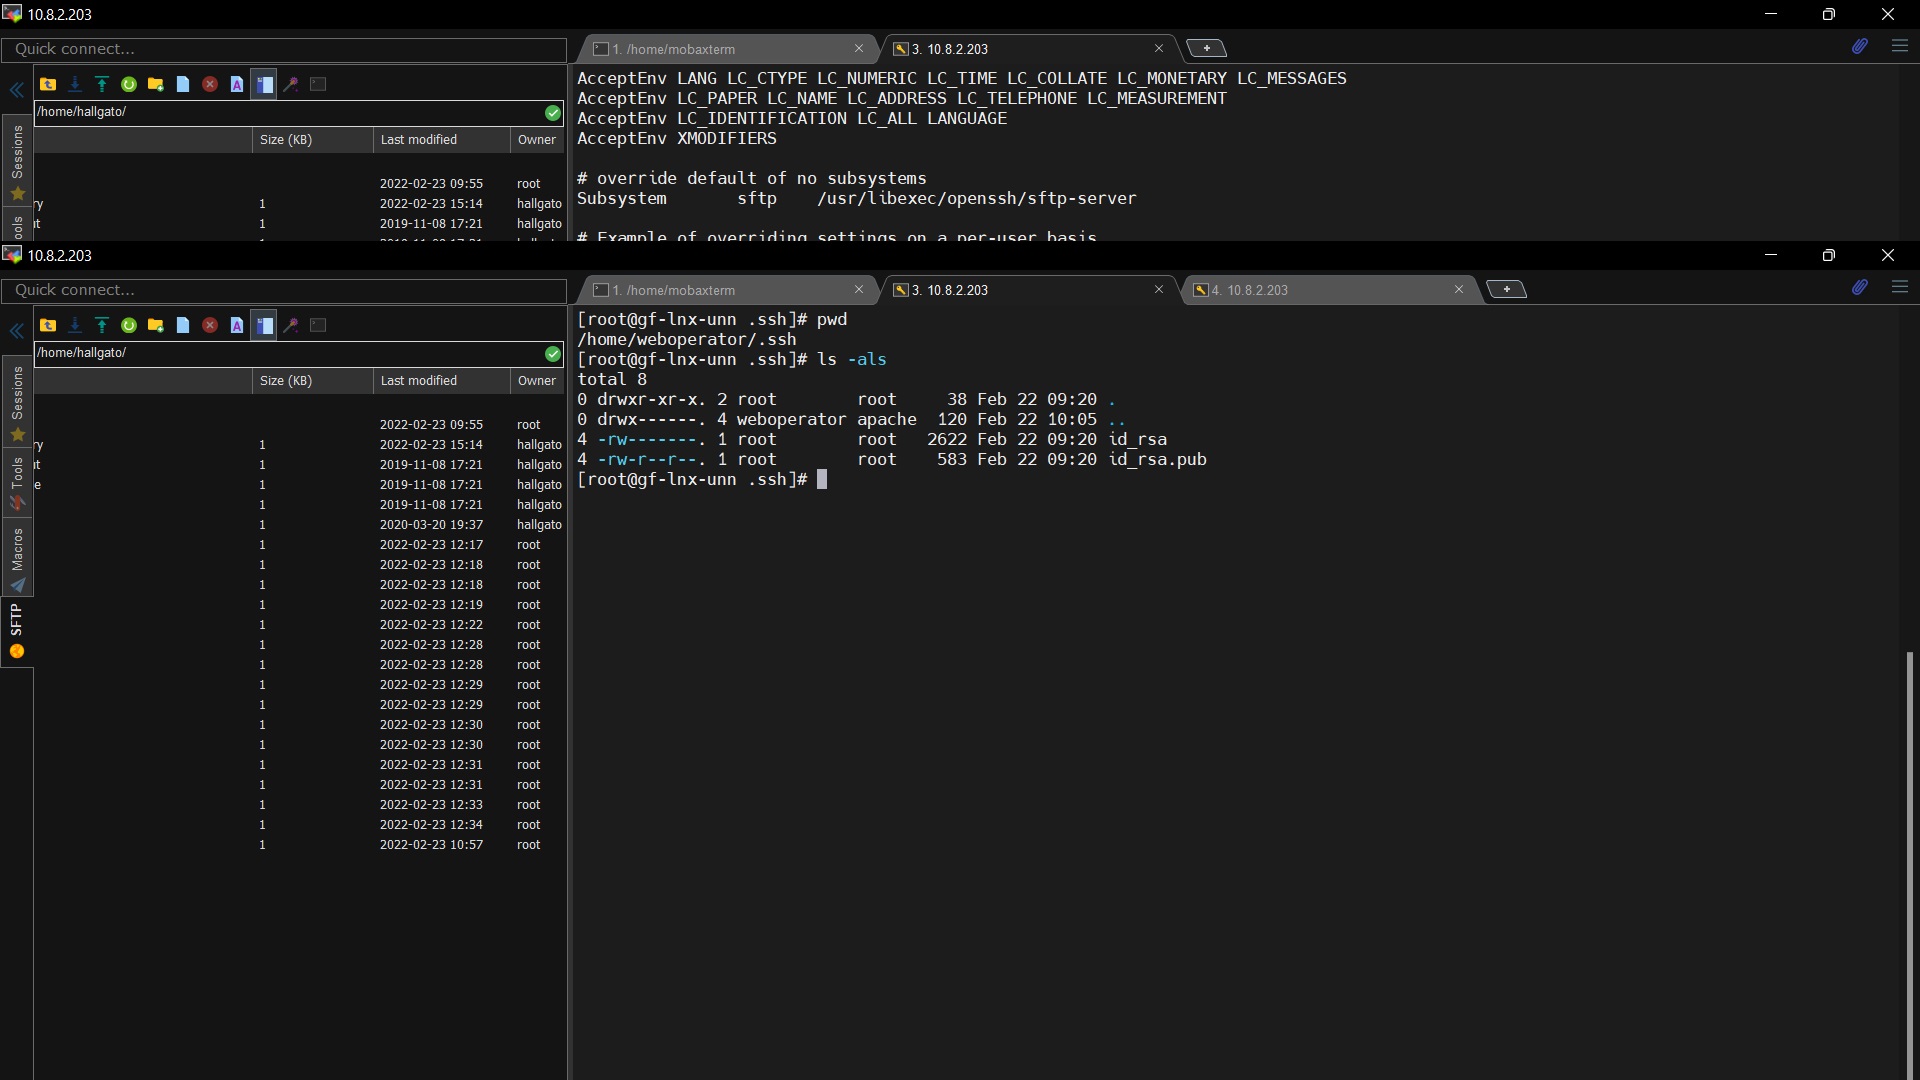 10.8.2.203
Quick connect...
1. /home/mobaxterm
3. 10.8.2.203
/home/hallgato/
Size (KB) Last modified Owner
2022-02-23 09:55 root
ry 1 2022-02-23 15:14 hallgato
it 1 2019-11-08 17:21 hallgato
Sessions
ools
AcceptEnv LANG LC_CTYPE LC_NUMERIC LC_TIME LC_COLLATE LC_MONETARY LC_MESSAGES
AcceptEnv LC_PAPER LC_NAME LC_ADDRESS LC_TELEPHONE LC_MEASUREMENT
AcceptEnv LC_IDENTIFICATION LC_ALL LANGUAGE
AcceptEnv XMODIFIERS
# override default of no subsystems
Subsystem sftp /usr/libexec/openssh/sftp-server
# Example of overriding settings on a per-user basis
10.8.2.203
Quick connect...
1. /home/mobaxterm
3. 10.8.2.203
4. 10.8.2.203
/home/hallgato/
Size (KB) Last modified Owner
2022-02-23 09:55 root
ry 1 2022-02-23 15:14 hallgato
it 1 2019-11-08 17:21 hallgato
e 1 2019-11-08 17:21 hallgato
1 2019-11-08 17:21 hallgato
1 2020-03-20 19:37 hallgato
1 2022-02-23 12:17 root
1 2022-02-23 12:18 root
1 2022-02-23 12:18 root
1 2022-02-23 12:19 root
1 2022-02-23 12:22 root
1 2022-02-23 12:28 root
1 2022-02-23 12:28 root
1 2022-02-23 12:29 root
1 2022-02-23 12:29 root
1 2022-02-23 12:30 root
1 2022-02-23 12:30 root
1 2022-02-23 12:31 root
1 2022-02-23 12:31 root
1 2022-02-23 12:33 root
1 2022-02-23 12:34 root
1 2022-02-23 10:57 root
Sessions
Tools
Macros
SFTP
[root@gf-lnx-unn .ssh]# pwd
/home/weboperator/.ssh
[root@gf-lnx-unn .ssh]# ls -als
total 8
0 drwxr-xr-x. 2 root root 38 Feb 22 09:20 .
0 drwx------. 4 weboperator apache 120 Feb 22 10:05 ..
4 -rw-------. 1 root root 2622 Feb 22 09:20 id_rsa
4 -rw-r--r--. 1 root root 583 Feb 22 09:20 id_rsa.pub
[root@gf-lnx-unn .ssh]#